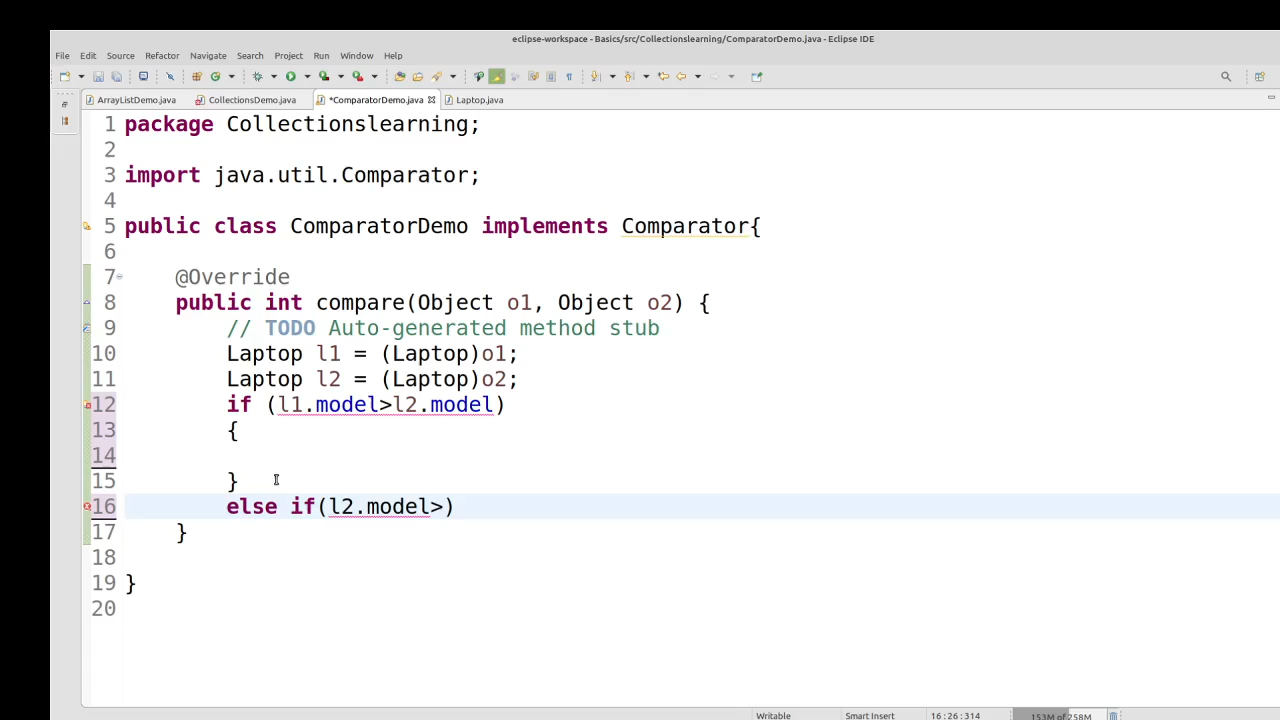 eclipse-workspace - Basics/src/Collectionslearning/ComparatorDemo.java - Eclipse IDE
File Edit Source Refactor Navigate Search Project Run Window Help
ArrayListDemo.java CollectionsDemo.java *ComparatorDemo.java Laptop.java
1 package Collectionslearning;
2
3 import java.util.Comparator;
4
5 public class ComparatorDemo implements Comparator{
6
7 @Override
8 public int compare(Object o1, Object o2) {
9 // TODO Auto-generated method stub
10 Laptop l1 = (Laptop)o1;
11 Laptop l2 = (Laptop)o2;
12 if (l1.model>l2.model)
13 {
14
15 }
16 else if(l2.model>)
17 }
18
19 }
20
Writable Smart Insert 16:26:314 153M of 258M